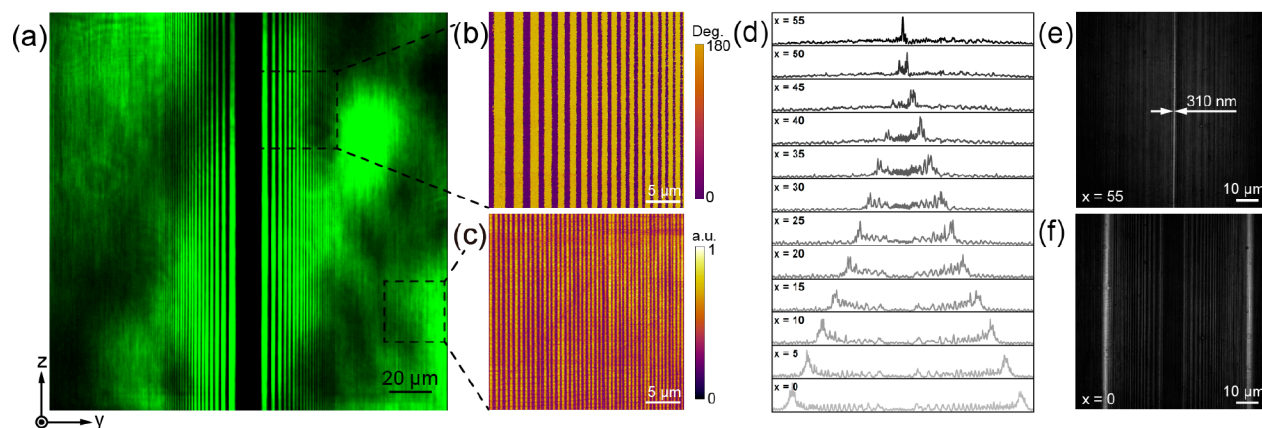 (a)
z
y
20 μm
(b)
Deg.
180
0
5 μm
(c)
a.u.
1
0
5 μm
(d)
x = 55
x = 50
x = 45
x = 40
x = 35
x = 30
x = 25
x = 20
x = 15
x = 10
x = 5
x = 0
(e)
310 nm
x = 55
10 μm
(f)
x = 0
10 μm